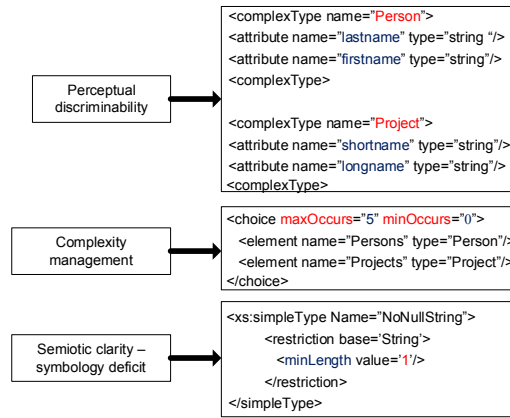 Perceptual
discriminability
<complexType name=”Person”>
<attribute name=”lastname” type=”string “/>
<attribute name=”firstname” type=”string”/>
<complexType>
<complexType name=”Project”>
<attribute name=”shortname” type=”string”/>
<attribute name=”longname” type=”string”/>
<complexType>
Complexity
management
<choice maxOccurs=”5” minOccurs=”0”>
<element name=”Persons” type=”Person”/>
<element name=”Projects” type=”Project”/>
</choice>
Semiotic clarity –
symbology deficit
<xs:simpleType Name=”NoNullString”>
<restriction base=’String’>
<minLength value=’1’/>
</restriction>
</simpleType>